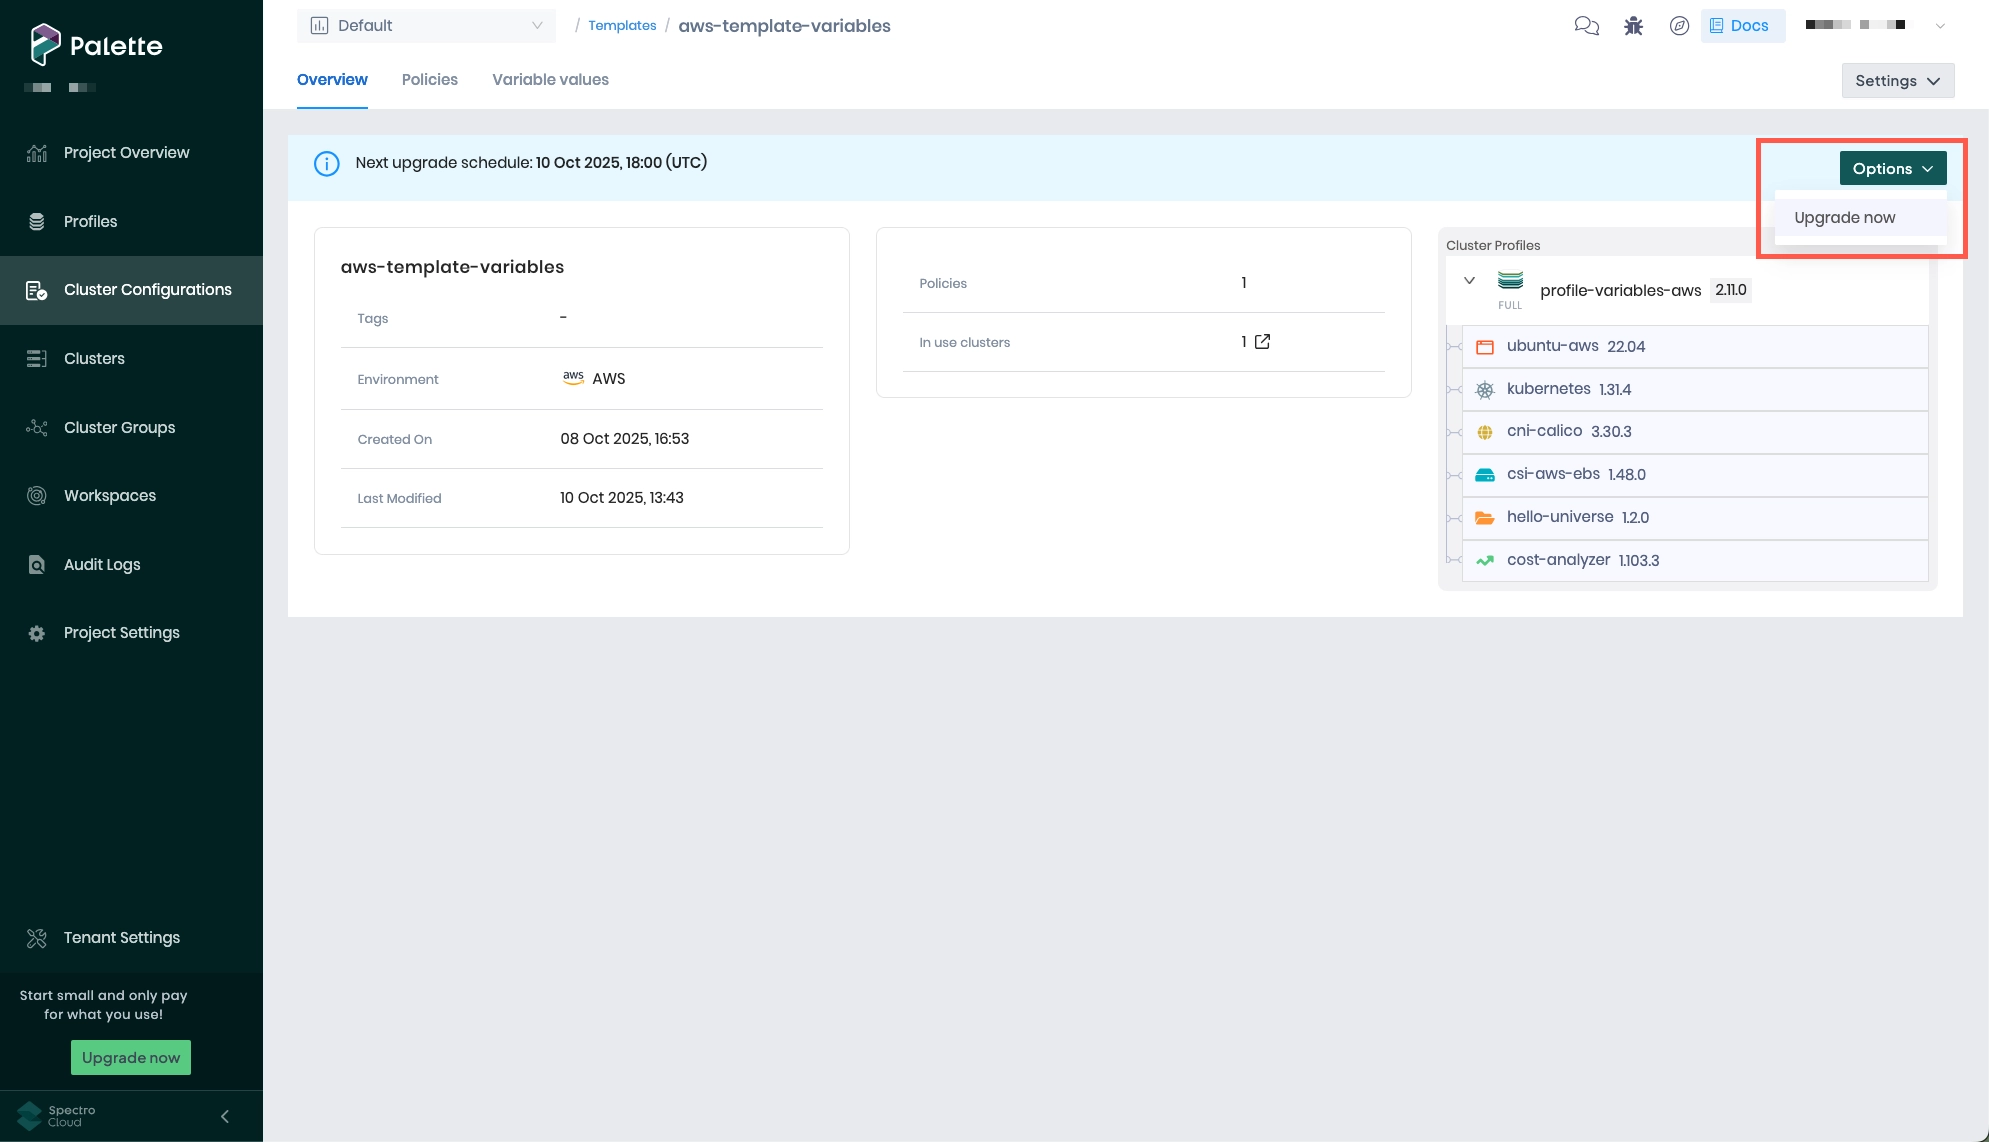 Palette
Project Overview
Profiles
Cluster Configurations
Clusters
Cluster Groups
Workspaces
Audit Logs
Project Settings
Tenant Settings
Start small and only pay
for what you use!
Upgrade now
Spectro
Cloud
Default
/ Templates / aws-template-variables
Docs
Overview
Policies
Variable values
Settings
Next upgrade schedule: 10 Oct 2025, 18:00 (UTC)
Options
Upgrade now
aws-template-variables
Tags -
Environment aws AWS
Created On 08 Oct 2025, 16:53
Last Modified 10 Oct 2025, 13:43
Policies 1
In use clusters 1
Cluster Profiles
FULL
profile-variables-aws 2.11.0
ubuntu-aws 22.04
kubernetes 1.31.4
cni-calico 3.30.3
csi-aws-ebs 1.48.0
hello-universe 1.2.0
cost-analyzer 1.103.3